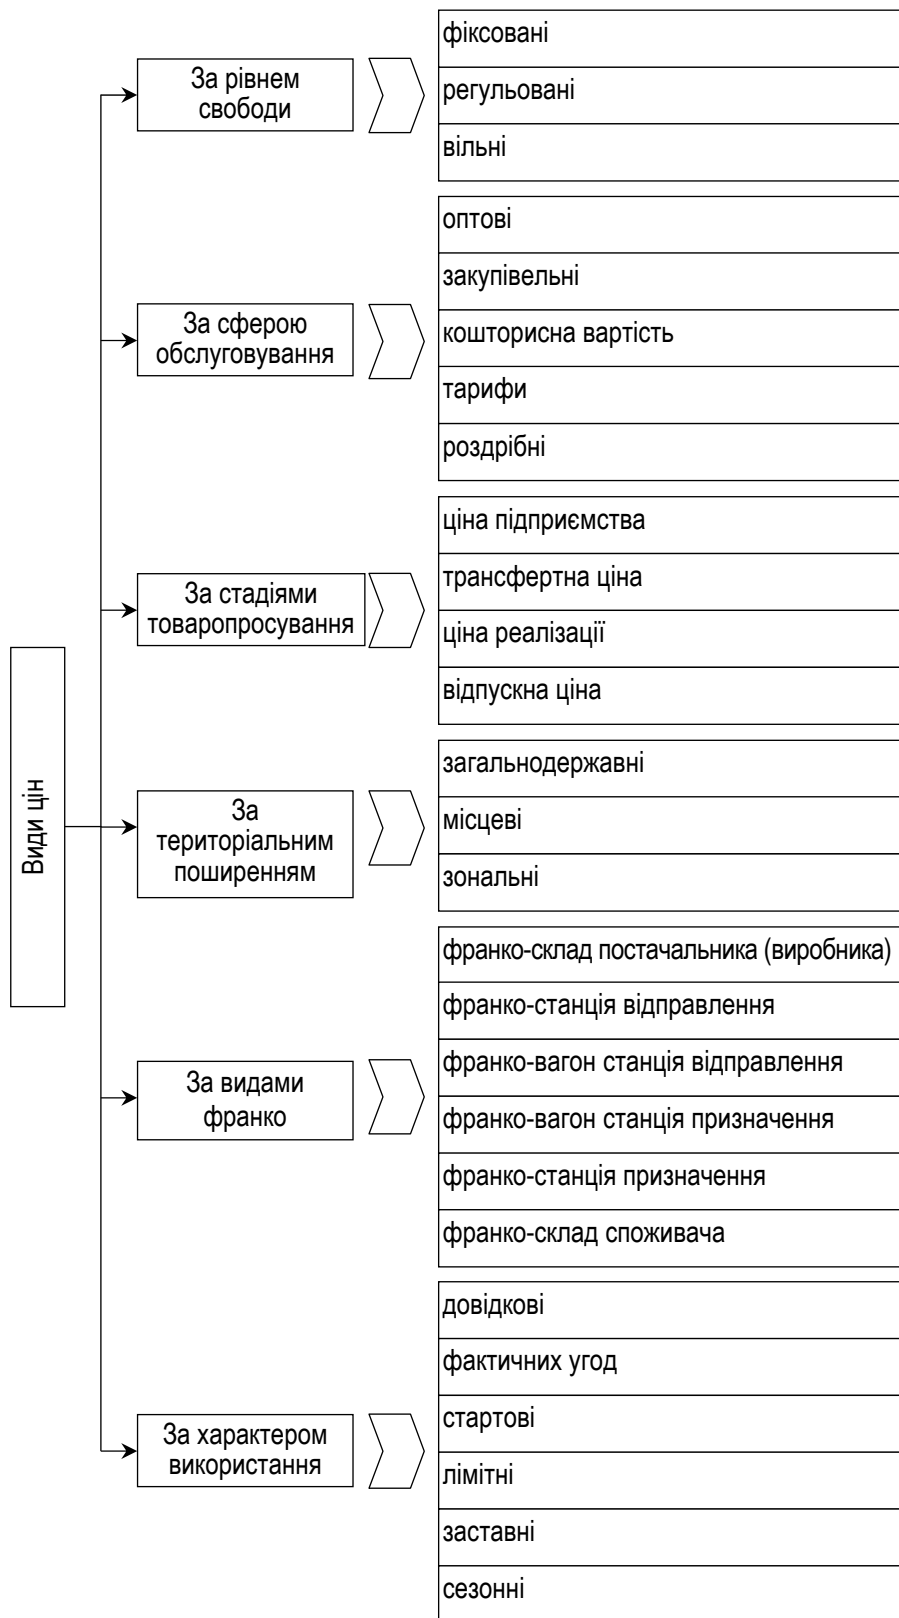 Види цін
За рівнем
свободи
фіксовані
регульовані
вільні
За сферою
обслуговування
оптові
закупівельні
кошторисна вартість
тарифи
роздрібні
За стадіями
товаропросування
ціна підприємства
трансфертна ціна
ціна реалізації
відпускна ціна
За
територіальним
поширенням
загальнодержавні
місцеві
зональні
За видами
франко
франко-склад постачальника (виробника)
франко-станція відправлення
франко-вагон станція відправлення
франко-вагон станція призначення
франко-станція призначення
франко-склад споживача
За характером
використання
довідкові
фактичних угод
стартові
лімітні
заставні
сезонні